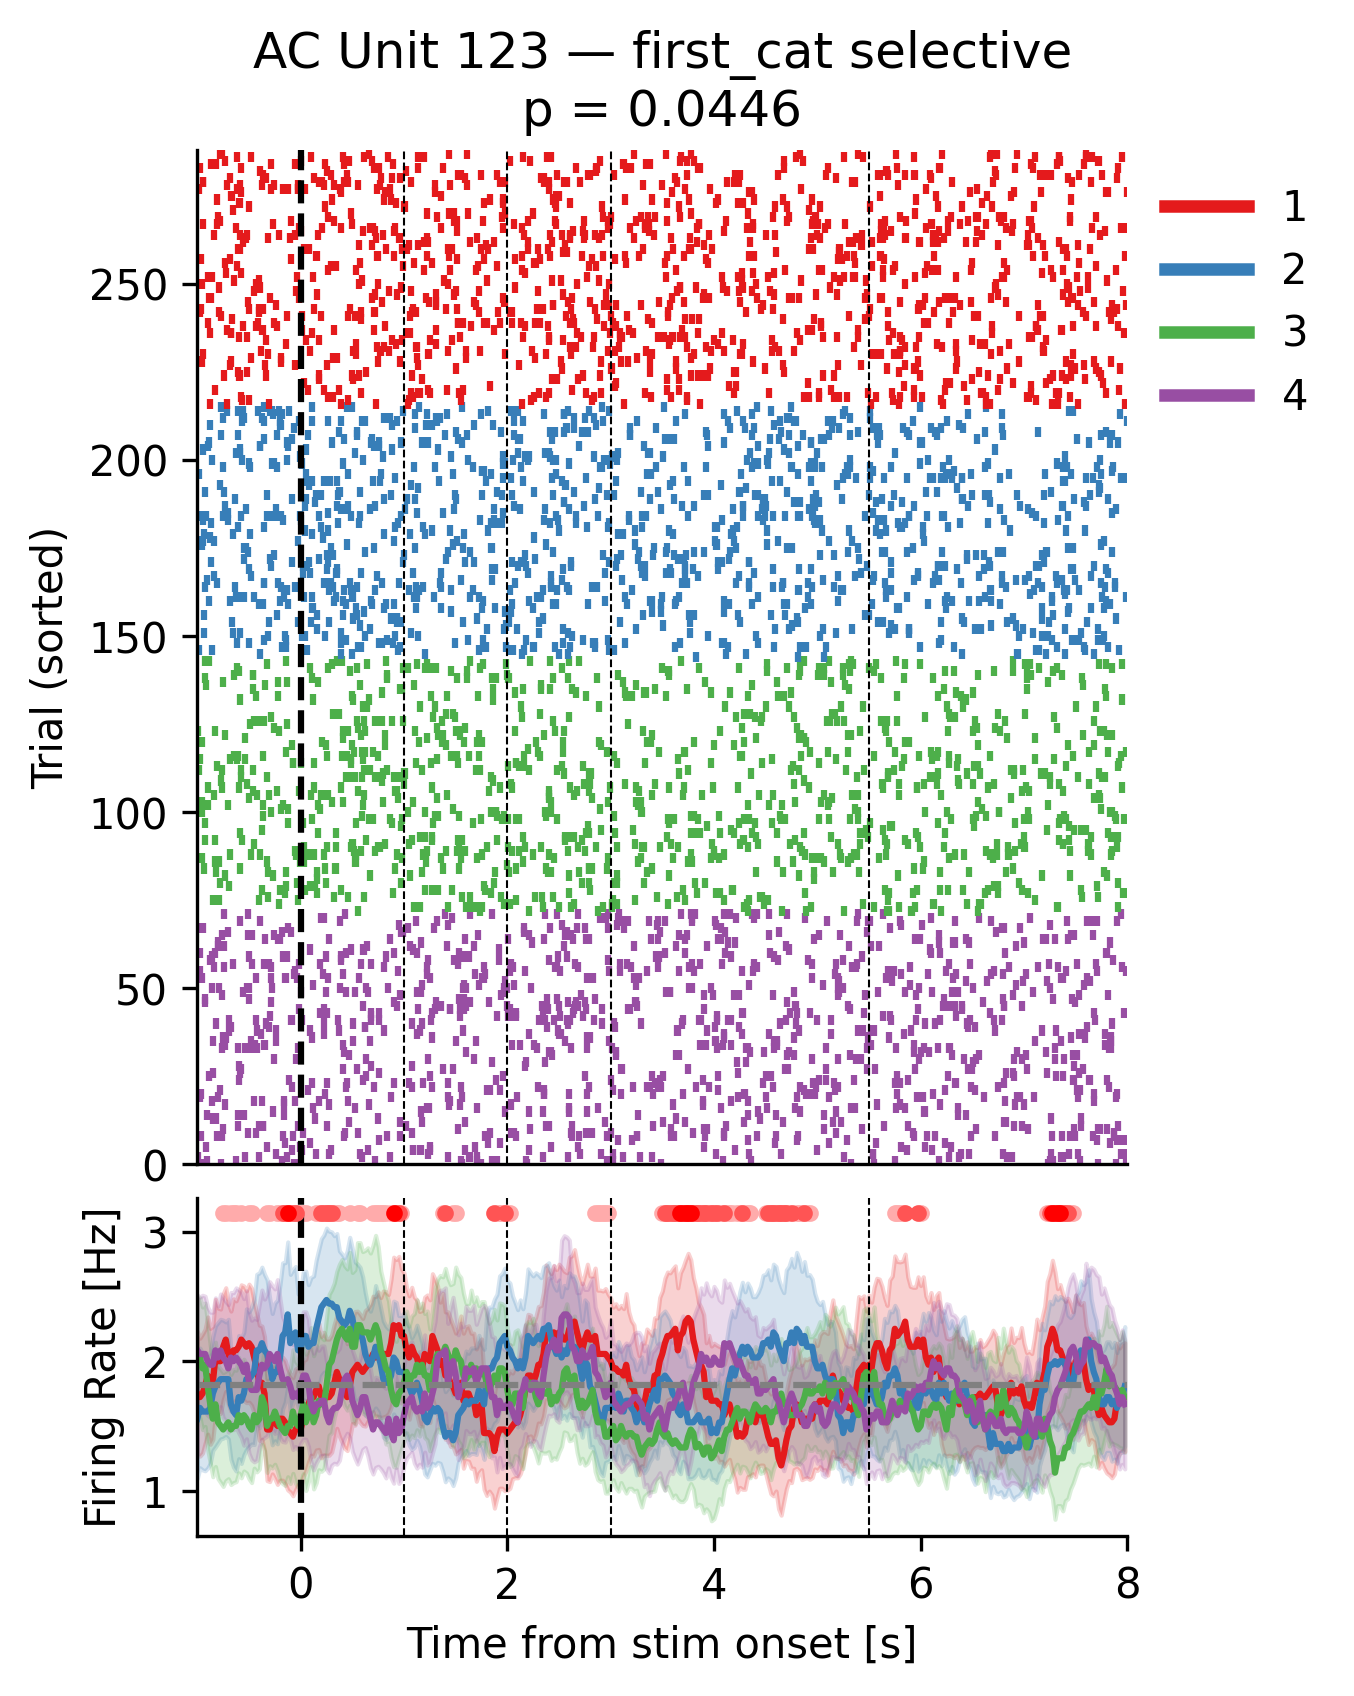 AC Unit 123 — first_cat selective
p = 0.0446
1
2
3
4
250
200
150
100
50
0
Trial (sorted)
3
2
1
Firing Rate [Hz]
0 2 4 6 8
Time from stim onset [s]